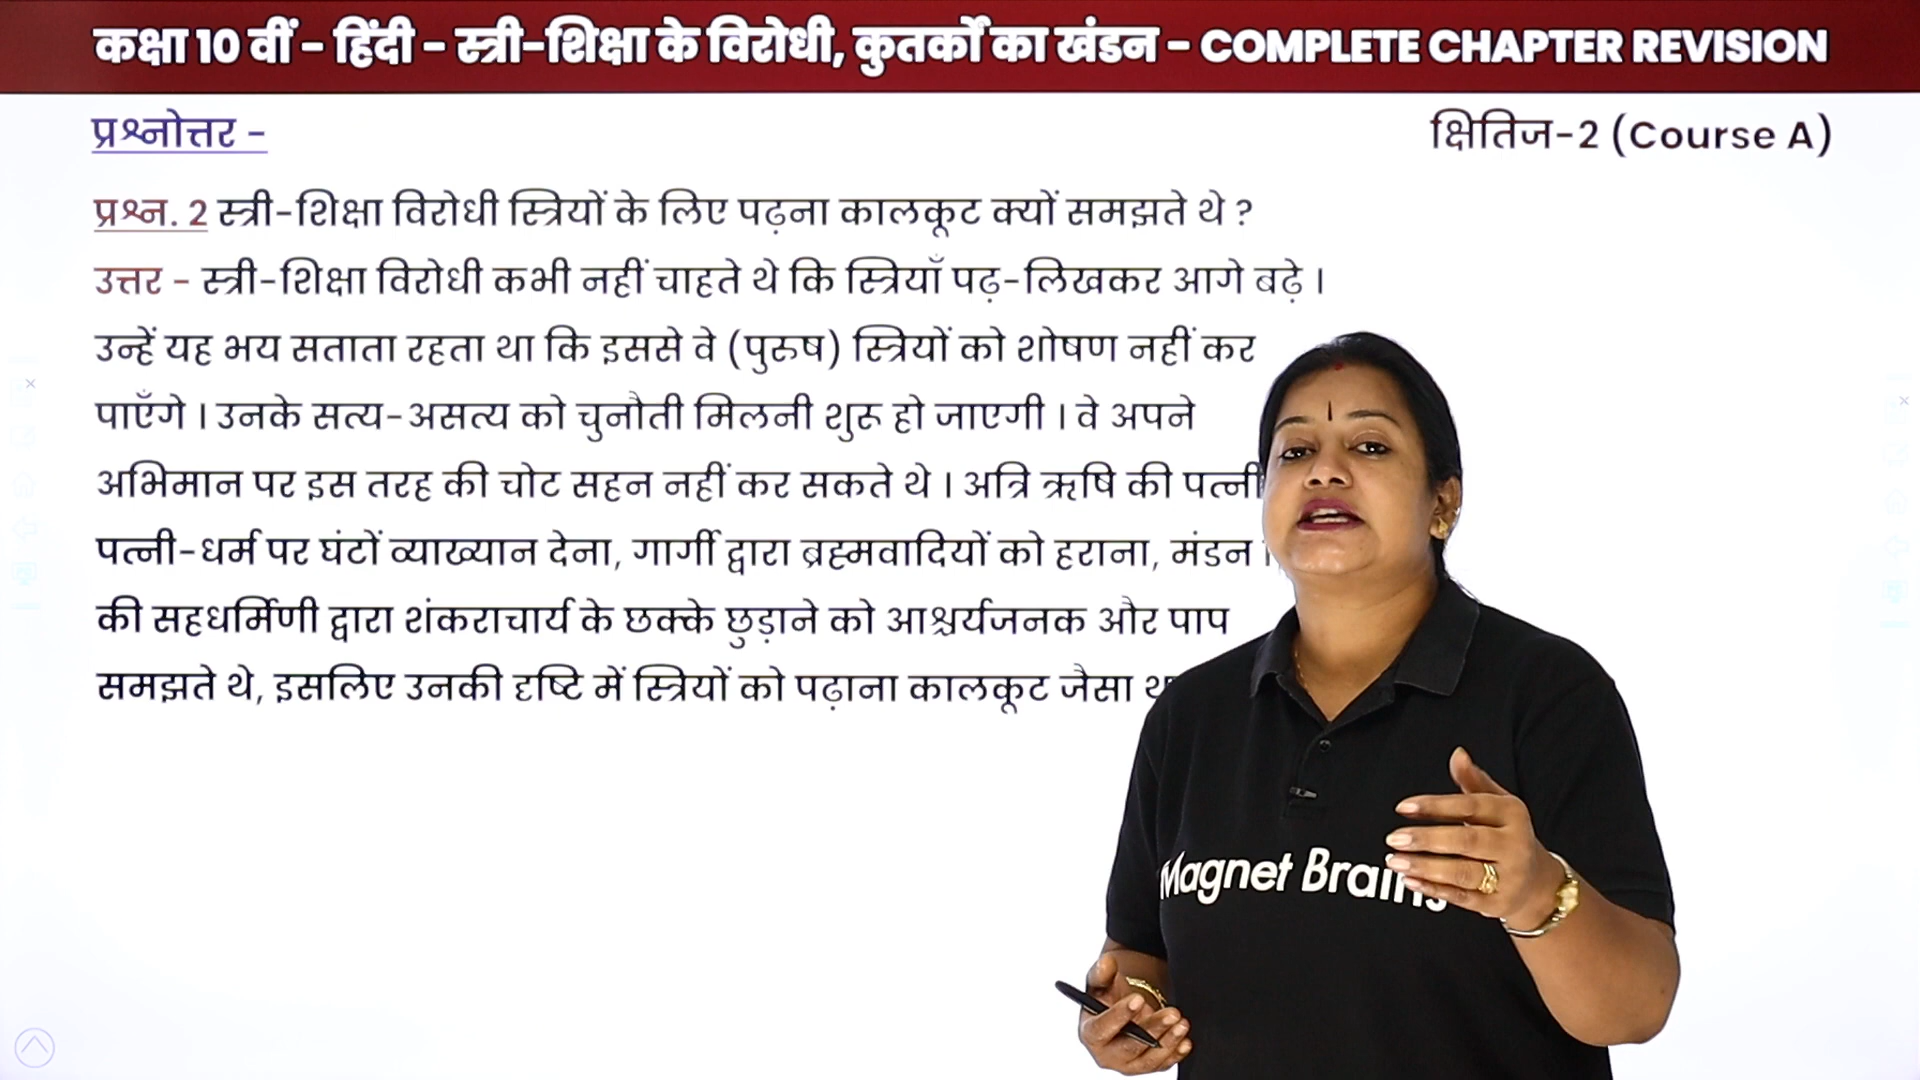 कक्षा 10 वीं – हिंदी – स्त्री-शिक्षा के विरोधी, कुतर्कों का खंडन – COMPLETE CHAPTER REVISION
प्रश्नोत्तर –
क्षितिज-2 (Course A)
प्रश्न. 2 स्त्री-शिक्षा विरोधी स्त्रियों के लिए पढ़ना कालकूट क्यों समझते थे ?
उत्तर – स्त्री-शिक्षा विरोधी कभी नहीं चाहते थे कि स्त्रियाँ पढ़-लिखकर आगे बढ़े ।
उन्हें यह भय सताता रहता था कि इससे वे (पुरुष) स्त्रियों को शोषण नहीं कर
पाएँगे । उनके सत्य-असत्य को चुनौती मिलनी शुरू हो जाएगी । वे अपने
अभिमान पर इस तरह की चोट सहन नहीं कर सकते थे । अत्रि ऋषि की पत्नी
पत्नी-धर्म पर घंटों व्याख्यान देना, गार्गी द्वारा ब्रह्मवादियों को हराना, मंडन
की सहधर्मिणी द्वारा शंकराचार्य के छक्के छुड़ाने को आश्चर्यजनक और पाप
समझते थे, इसलिए उनकी दृष्टि में स्त्रियों को पढ़ाना कालकूट जैसा
Magnet Brains